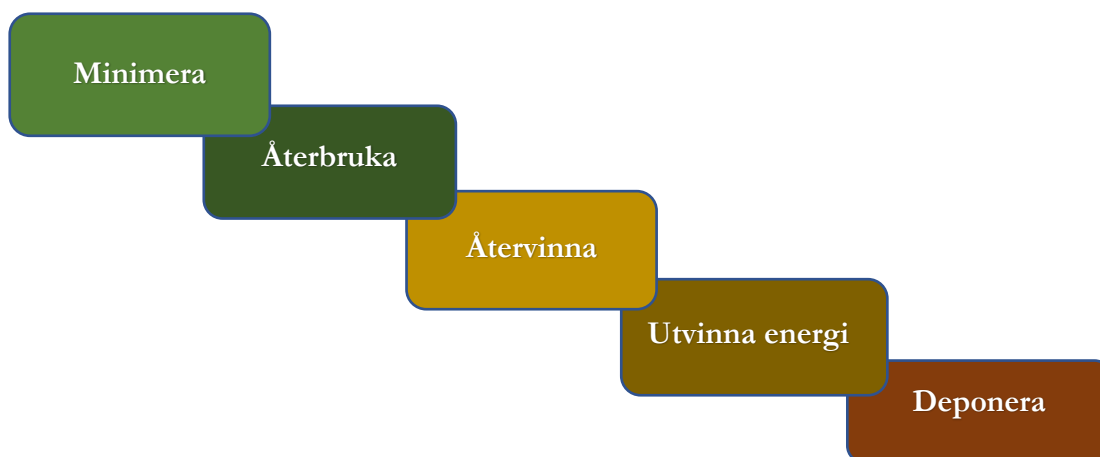 Minimera
Återbruka
Återvinna
Utvinna energi
Deponera